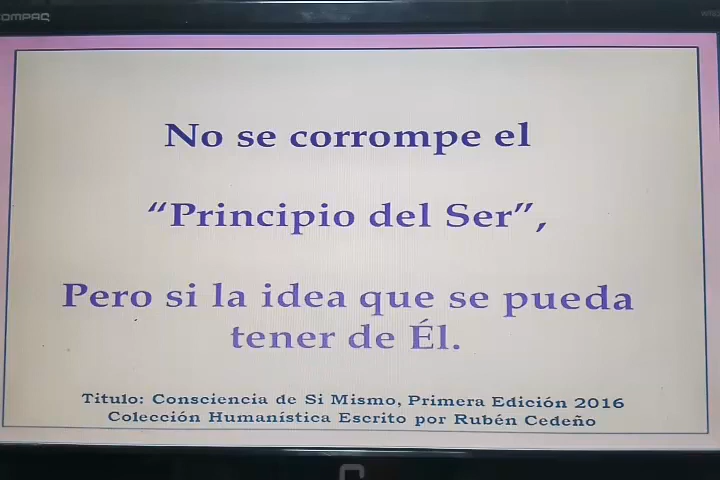 COMPAQ
No se corrompe el
“Principio del Ser”,
Pero si la idea que se pueda
tener de Él.
Titulo: Consciencia de Si Mismo, Primera Edición 2016
Colección Humanística Escrito por Rubén Cedeño